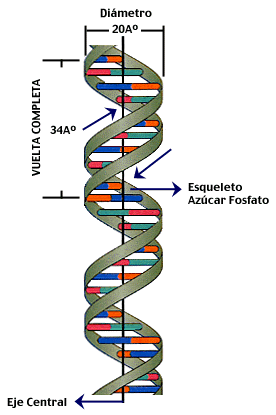 Diámetro
20Aº
VUELTA COMPLETA
34Aº
Esqueleto
Azúcar Fosfato
Eje Central